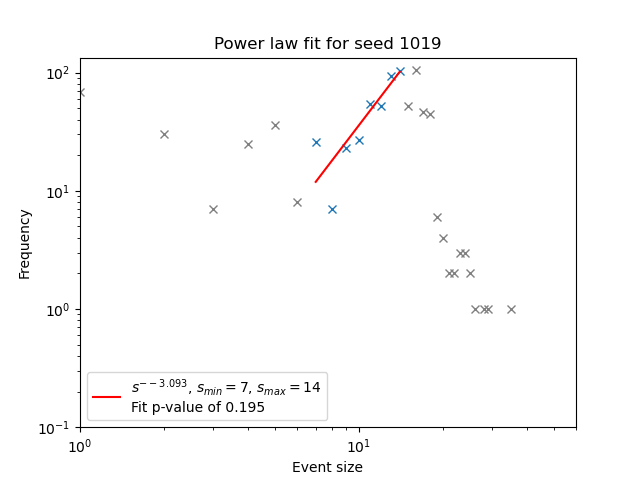 Power law fit for seed 1019
10²
10¹
10⁰
10⁻¹
Frequency
s^{--3.093}, s_{min} = 7, s_{max} = 14
Fit p-value of 0.195
10⁰ 10¹
Event size